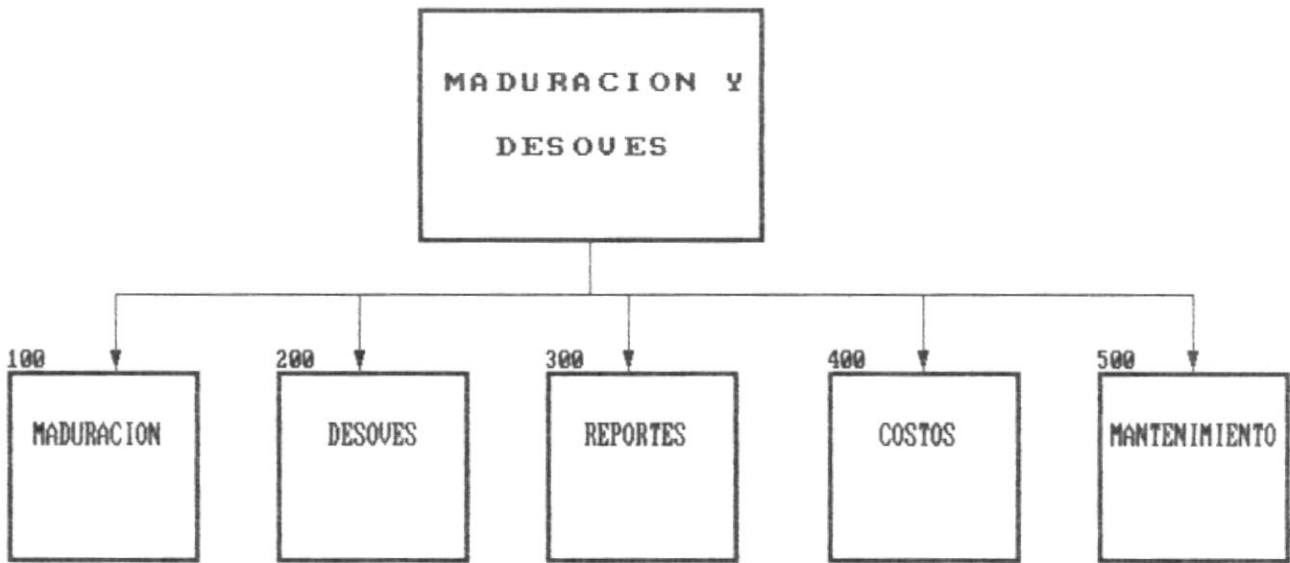 MADURACION Y
DESOVES
100
200
300
400
500
MADURACION
DESOVES
REPORTES
COSTOS
MANTENIMIENTO